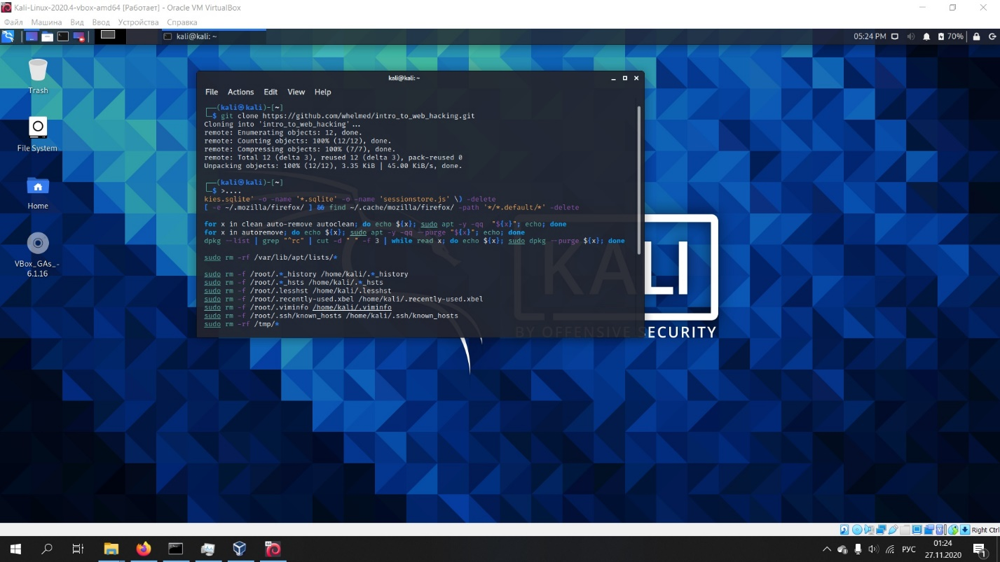 Kali-Linux-2020.4-vbox-amd64 [Работает] - Oracle VM VirtualBox
Файл Машина Вид Ввод Устройства Справка
kali@kali: ~
05:24 PM
70%
Trash
File System
Home
VBox_GAs_-
6.1.16
kali@kali: ~
File Actions Edit View Help
┌──(kali㉿kali)-[~]
└─$ git clone https://github.com/whelmed/intro_to_web_hacking.git
Cloning into 'intro_to_web_hacking'...
remote: Enumerating objects: 12, done.
remote: Counting objects: 100% (12/12), done.
remote: Compressing objects: 100% (7/7), done.
remote: Total 12 (delta 3), reused 12 (delta 3), pack-reused 0
Unpacking objects: 100% (12/12), 3.35 KiB | 45.00 KiB/s, done.
┌──(kali㉿kali)-[~]
└─$ >....
kies.sqlite' -o -name '*.sqlite' -o -name 'sessionstore.js' \) -delete
[ -e ~/.mozilla/firefox/ ] && find ~/.cache/mozilla/firefox/ -path '*/*.default/*' -delete
for x in clean auto-remove autoclean; do echo ${x}; sudo apt -y -qq  "${x}"; echo; done
for x in autoremove; do echo ${x}; sudo apt -y -qq --purge "${x}"; echo; done
dpkg --list | grep "^rc" | cut -d " " -f 3 | while read x; do echo ${x}; sudo dpkg --purge ${x}; done
sudo rm -rf /var/lib/apt/lists/*
sudo rm -f /root/.*_history /home/kali/.*_history
sudo rm -f /root/.*_hsts /home/kali/.*_hsts
sudo rm -f /root/.lesshst /home/kali/.lesshst
sudo rm -f /root/.recently-used.xbel /home/kali/.recently-used.xbel
sudo rm -f /root/.viminfo /home/kali/.viminfo
sudo rm -f /root/.ssh/known_hosts /home/kali/.ssh/known_hosts
sudo rm -rf /tmp/*
KALI
BY OFFENSIVE SECURITY
Right Ctrl
РУС
01:24
27.11.2020
1